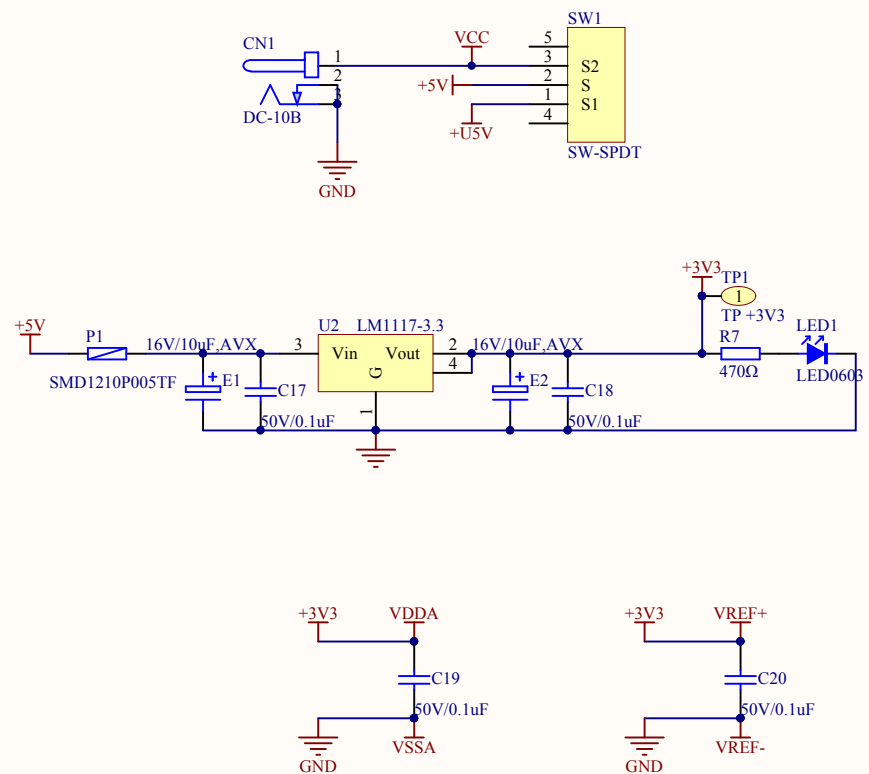 SW1
CN1
VCC
5
1
3
S2
2
+5V
2
S
3
1
S1
DC-10B
4
+U5V
SW-SPDT
GND
+3V3
TP1
1
TP +3V3
+5V
P1
U2
LM1117-3.3
R7
LED1
16V/10uF,AVX
3
Vin
Vout
2
16V/10uF,AVX
4
SMD1210P005TF
E1
C17
G
E2
C18
470Ω
LED0603
1
50V/0.1uF
50V/0.1uF
+3V3
VDDA
+3V3
VREF+
C19
C20
50V/0.1uF
50V/0.1uF
GND
VSSA
GND
VREF-